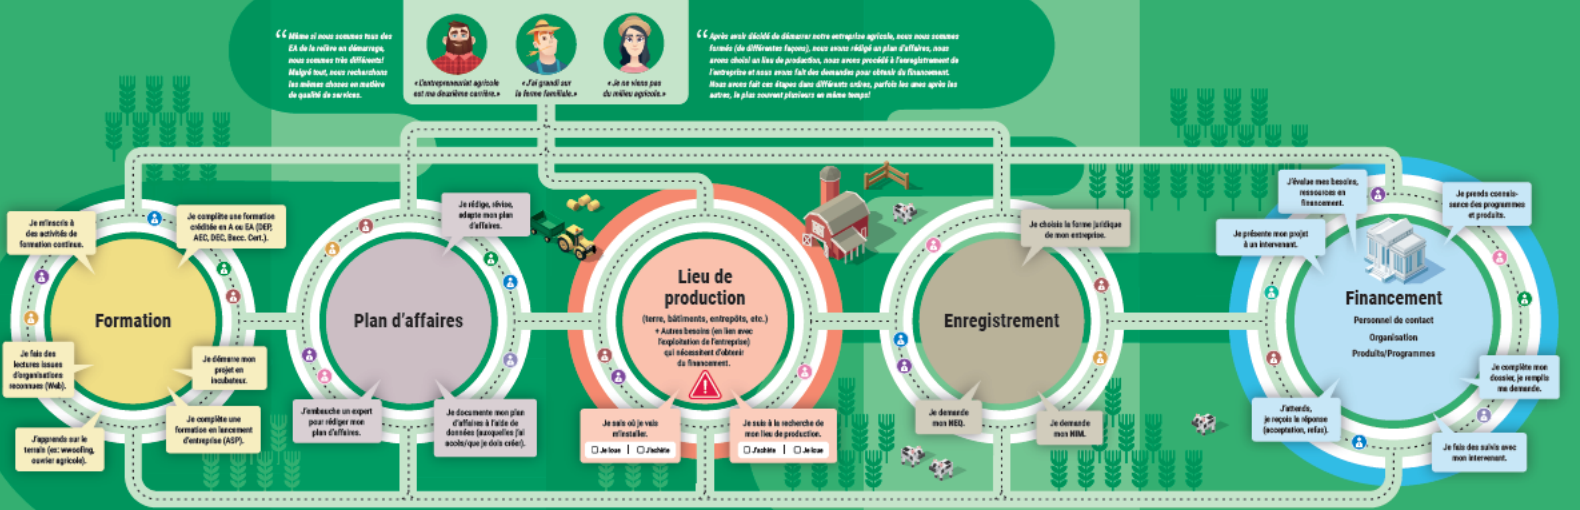 “ Même si nous sommes tous des
EA de la relève en démarrage,
nous sommes très différents!
Malgré tout, nous recherchons
les mêmes choses en matière
de qualité de services.
« L'entrepreneuriat agricole
est ma deuxième carrière. »
« J'ai grandi sur
la ferme familiale. »
« Je ne viens pas
du milieu agricole. »
“ Après avoir décidé de démarrer notre entreprise agricole, nous nous sommes
formés (de différentes façons), nous avons rédigé un plan d'affaires, nous
avons choisi un lieu de production, nous avons procédé à l'enregistrement de
l'entreprise et nous avons fait des demandes pour obtenir du financement.
Nous avons fait ces étapes dans différents ordres, parfois les unes après les
autres, le plus souvent plusieurs en même temps!
Je m'inscris à
des activités de
formation continue.
Je complète une formation
créditée en A ou EA (DEP,
AEC, DEC, Bacc. Cert.).
Formation
Je fais des
lectures issues
d'organisations
reconnues (Web).
Je démarre mon
projet en
incubateur.
J'apprends sur le
terrain (ex: wwoofing,
ouvrier agricole).
Je complète une
formation en lancement
d'entreprise (ASP).
Je rédige, révise,
adapte mon plan
d'affaires.
Plan d'affaires
J'embauche un expert
pour rédiger mon
plan d'affaires.
Je documente mon plan
d'affaires à l'aide de
données (auxquelles j'ai
accès/que je dois créer).
Lieu de
production
(terre, bâtiments, entrepôts, etc.)
+ Autres besoins (en lien avec
l'exploitation de l'entreprise)
qui nécessitent d'obtenir
du financement.
Je sais où je vais
m'installer.
Je loue | J'achète
Je suis à la recherche de
mon lieu de production.
J'achète | Je loue
Je choisis la forme juridique
de mon entreprise.
Enregistrement
Je demande
mon NEQ.
Je demande
mon NIM.
J'évalue mes besoins,
ressources en
financement.
Je prends connais-
sance des programmes
et produits.
Je présente mon projet
à un intervenant.
Financement
Personnel de contact
Organisation
Produits/Programmes
Je complète mon
dossier, je remplis
ma demande.
J'attends,
je reçois la réponse
(acceptation, refus).
Je fais des suivis avec
mon intervenant.